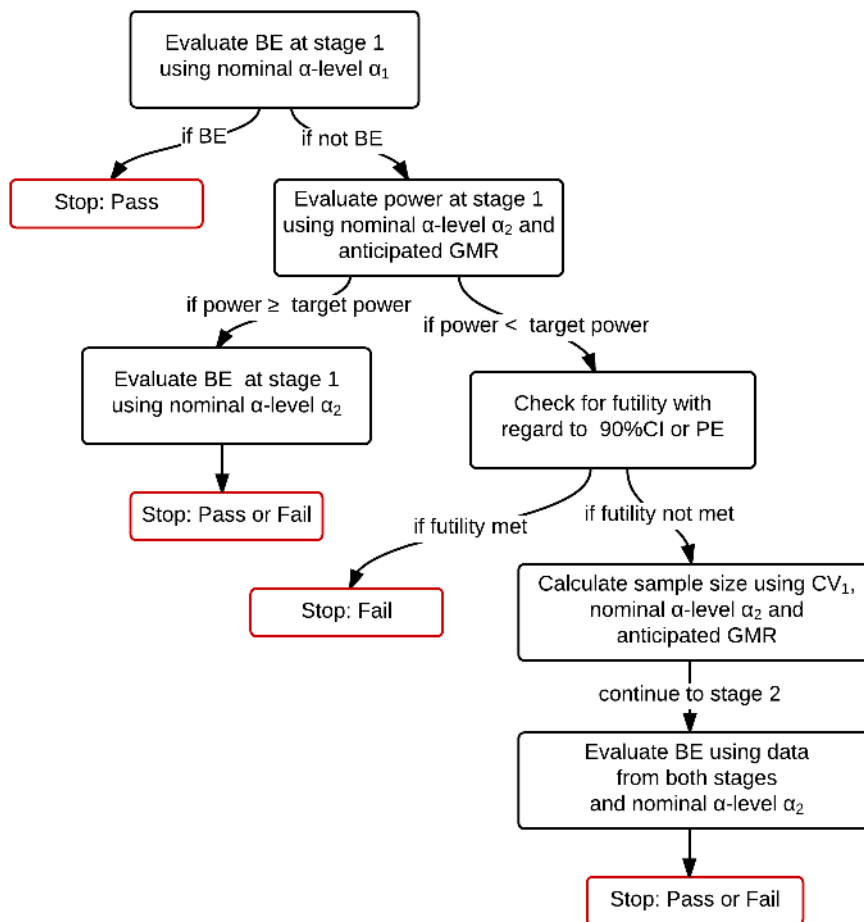 Evaluate BE at stage 1
using nominal α-level α₁
if BE
if not BE
Stop: Pass
Evaluate power at stage 1
using nominal α-level α₂ and
anticipated GMR
if power ≥ target power
if power < target power
Evaluate BE at stage 1
using nominal α-level α₂
Check for futility with
regard to 90%CI or PE
Stop: Pass or Fail
if futility met
if futility not met
Stop: Fail
Calculate sample size using CV₁,
nominal α-level α₂ and
anticipated GMR
continue to stage 2
Evaluate BE using data
from both stages
and nominal α-level α₂
Stop: Pass or Fail